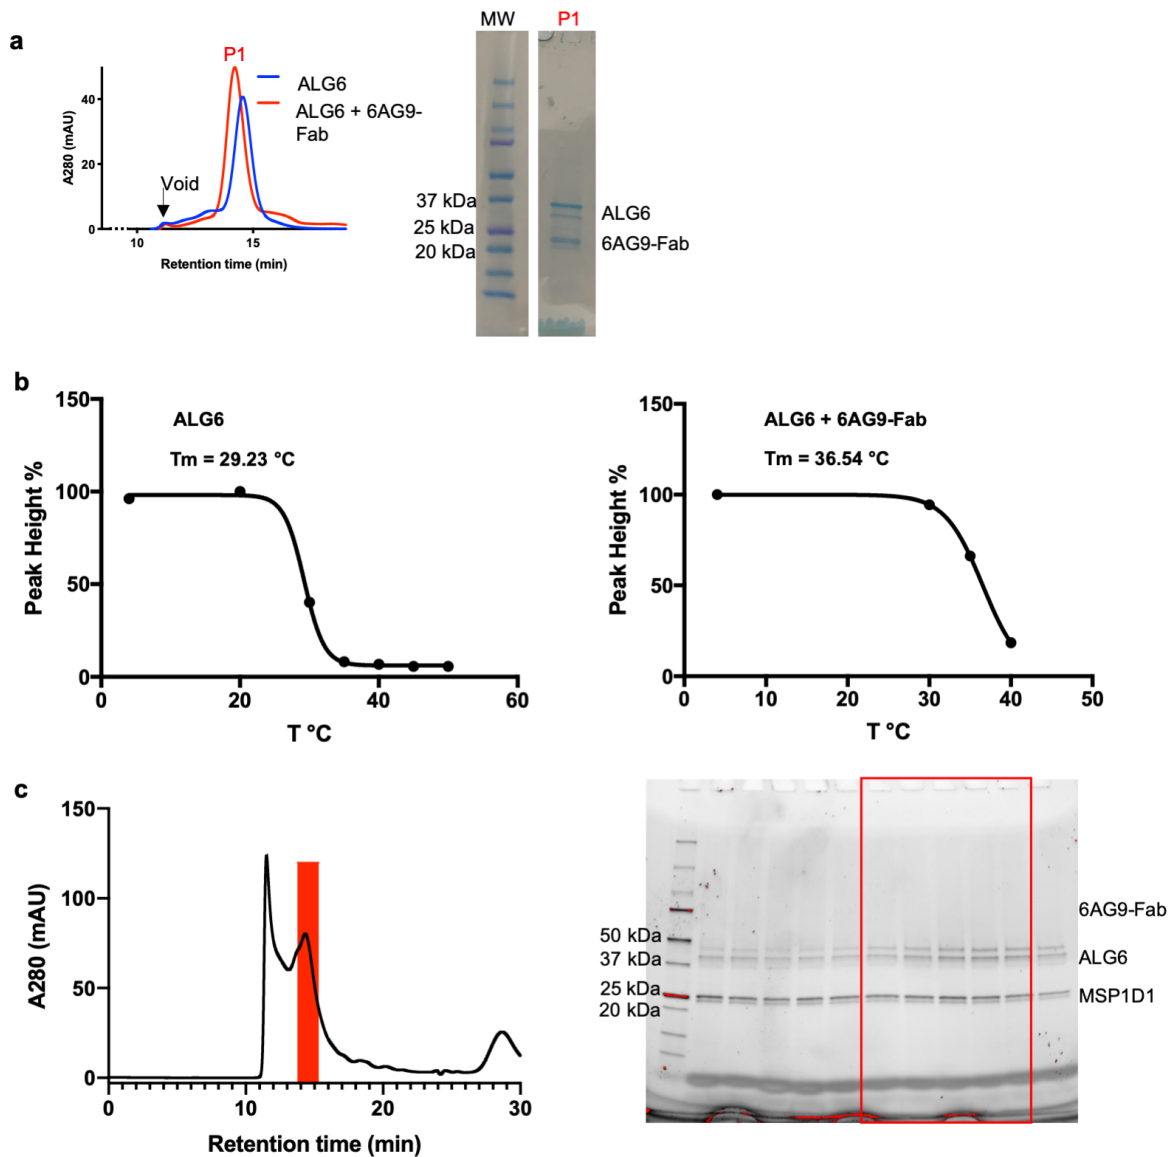 a
P1
ALG6
ALG6 + 6AG9-
Fab
A280 (mAU)
40
20
0
Void
10
15
Retention time (min)
MW
P1
37 kDa
25 kDa
20 kDa
ALG6
6AG9-Fab
b
ALG6
Tm = 29.23 °C
Peak Height %
150
100
50
0
0
20
40
60
T °C
ALG6 + 6AG9-Fab
Tm = 36.54 °C
Peak Height %
150
100
50
0
0
10
20
30
40
50
T °C
c
A280 (mAU)
150
100
50
0
0
10
20
30
Retention time (min)
50 kDa
37 kDa
25 kDa
20 kDa
6AG9-Fab
ALG6
MSP1D1